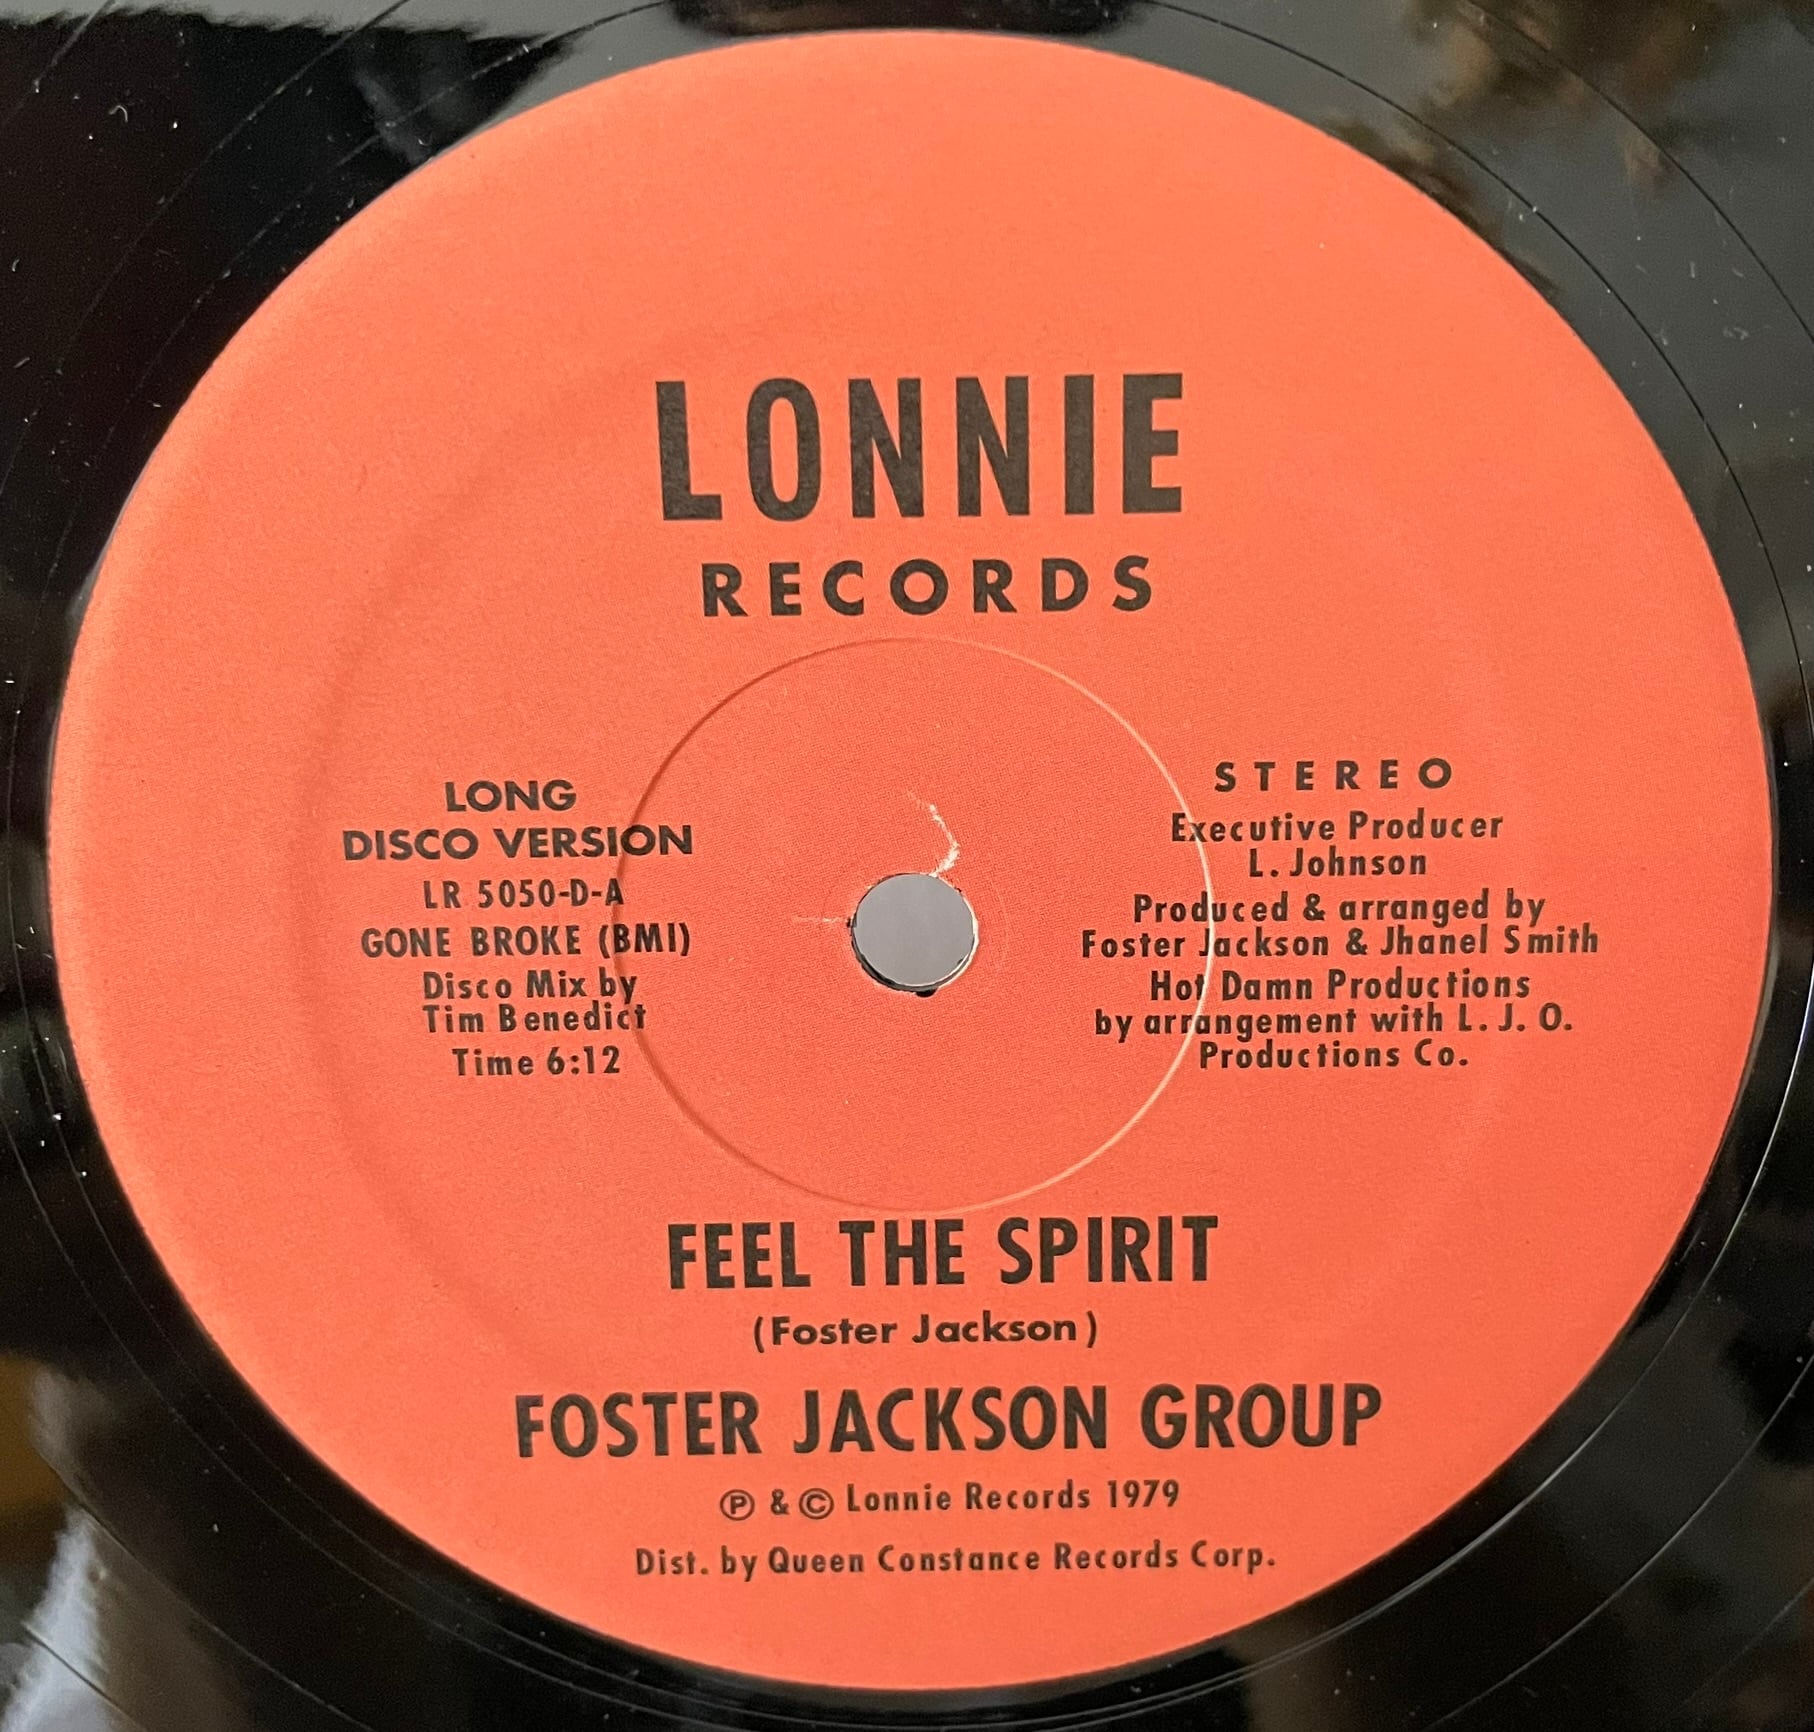 LONNIE
RECORDS
LONG
DISCO VERSION
LR 5050-D-A
GONE BROKE (BMI)
Disco Mix by
Tim Benedict
Time 6:12
STEREO
Executive Producer
L. Johnson
Produced & arranged by
Foster Jackson & Jhanel Smith
Hot Damn Productions
by arrangement with L. J. O.
Productions Co.
FEEL THE SPIRIT
(Foster Jackson)
FOSTER JACKSON GROUP
℗ & © Lonnie Records 1979
Dist. by Queen Constance Records Corp.